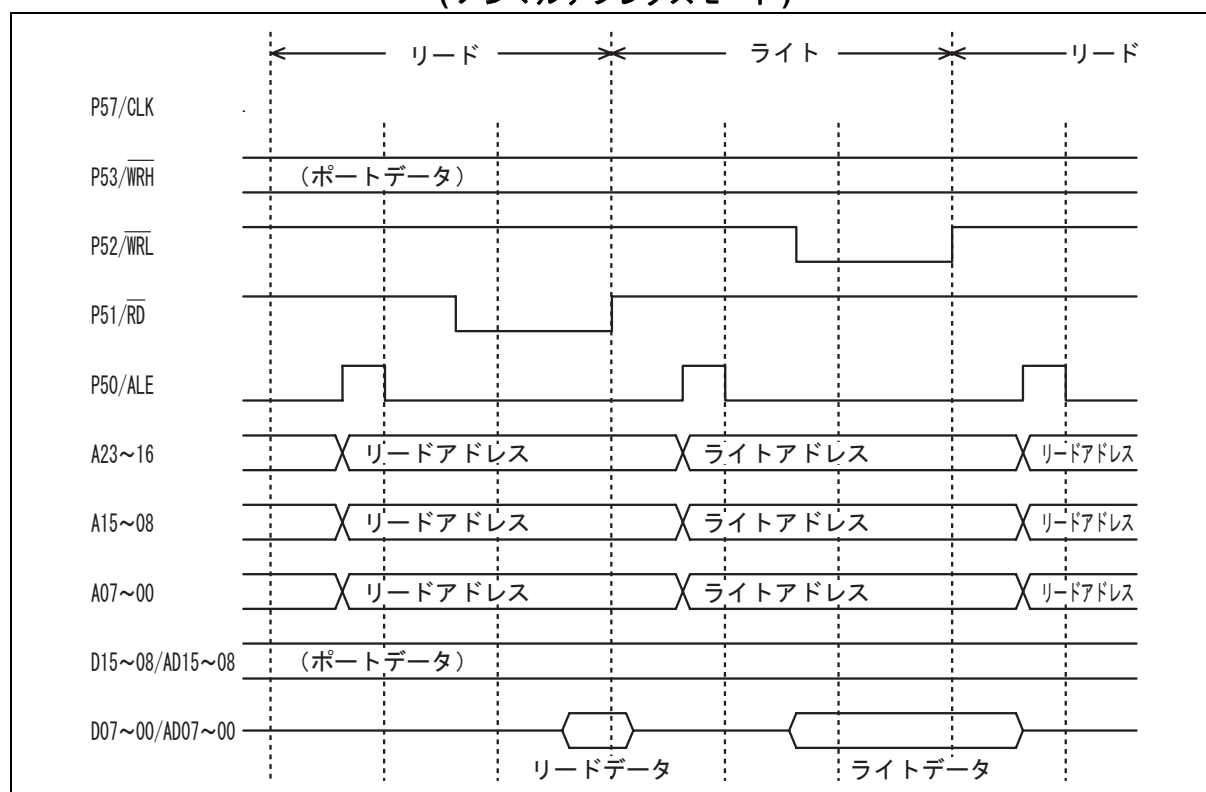 リード ライト リード
P57/CLK
P53/WRH (ポートデータ)
P52/WRL
P51/RD
P50/ALE
A23〜16 リードアドレス ライトアドレス リードアドレス
A15〜08 リードアドレス ライトアドレス リードアドレス
A07〜00 リードアドレス ライトアドレス リードアドレス
D15〜08/AD15〜08 (ポートデータ)
D07〜00/AD07〜00
リードデータ ライトデータ